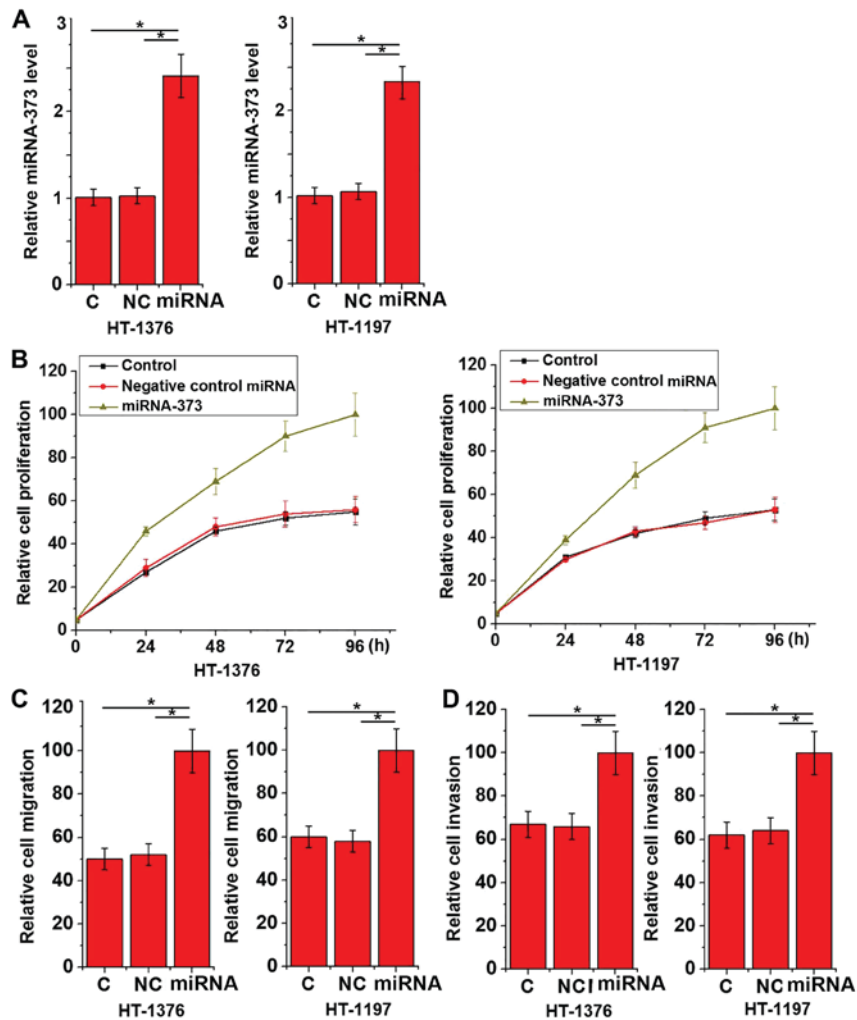 A
Relative miRNA-373 level
3
2
1
0
*
*
C NC miRNA
HT-1376
Relative miRNA-373 level
3
2
1
0
*
*
C NC miRNA
HT-1197
B
Relative cell proliferation
120
100
80
60
40
20
0
Control
Negative control miRNA
miRNA-373
0 24 48 72 96 (h)
HT-1376
Relative cell proliferation
120
100
80
60
40
20
0
Control
Negative control miRNA
miRNA-373
0 24 48 72 96 (h)
HT-1197
C
Relative cell migration
120
100
80
60
40
20
0
*
*
C NC miRNA
HT-1376
Relative cell migration
120
100
80
60
40
20
0
*
*
C NC miRNA
HT-1197
D
Relative cell invasion
120
100
80
60
40
20
0
*
*
C NCI miRNA
HT-1376
Relative cell invasion
120
100
80
60
40
20
0
*
*
C NC miRNA
HT-1197